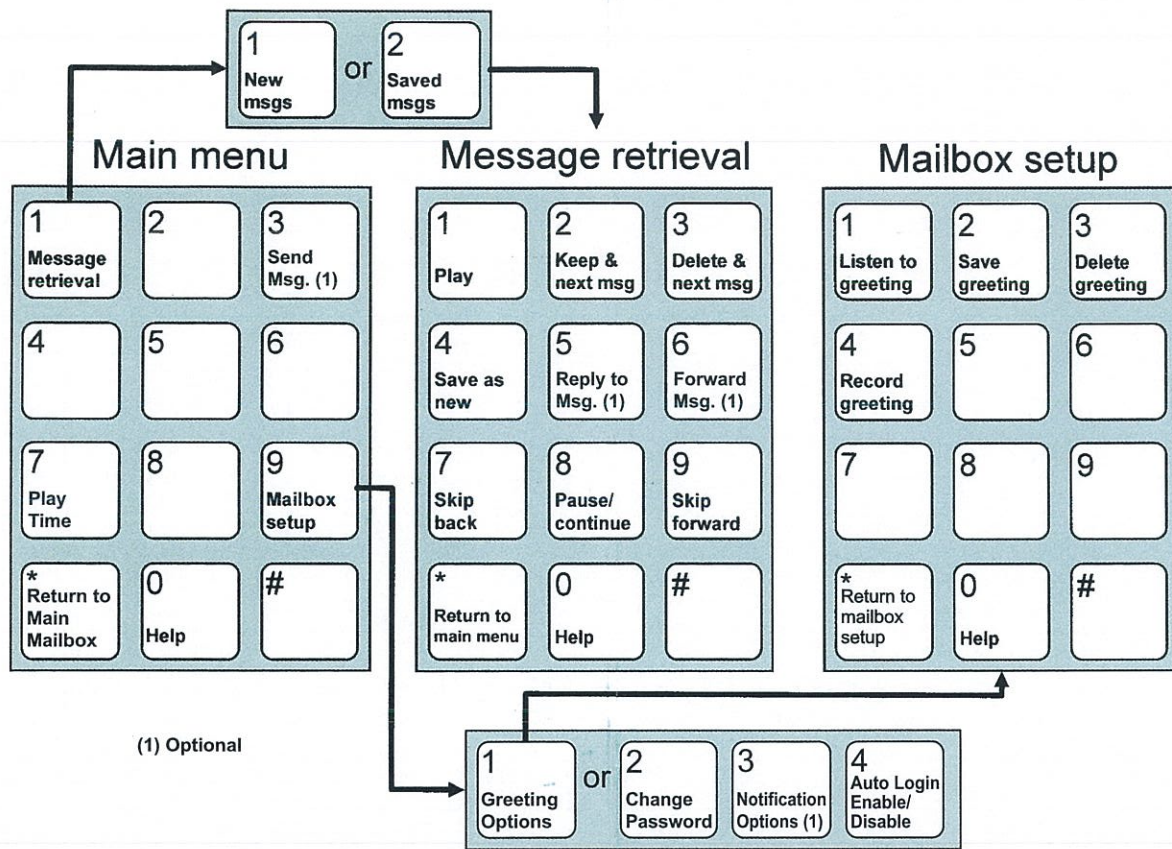 1
New
msgs
or
2
Saved
msgs
Main menu
1
Message
retrieval
2
3
Send
Msg. (1)
4
5
6
7
Play
Time
8
9
Mailbox
setup
*
Return to
Main
Mailbox
0
Help
#
Message retrieval
1
Play
2
Keep &
next msg
3
Delete &
next msg
4
Save as
new
5
Reply to
Msg. (1)
6
Forward
Msg. (1)
7
Skip
back
8
Pause/
continue
9
Skip
forward
*
Return to
main menu
0
Help
#
Mailbox setup
1
Listen to
greeting
2
Save
greeting
3
Delete
greeting
4
Record
greeting
5
6
7
8
9
*
Return to
mailbox
setup
0
Help
#
(1) Optional
1
Greeting
Options
or
2
Change
Password
3
Notification
Options (1)
4
Auto Login
Enable/
Disable